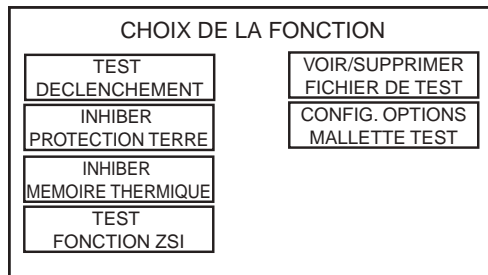 CHOIX DE LA FONCTION
TEST
DECLENCHEMENT
INHIBER
PROTECTION TERRE
INHIBER
MEMOIRE THERMIQUE
TEST
FONCTION ZSI
VOIR/SUPPRIMER
FICHIER DE TEST
CONFIG. OPTIONS
MALLETTE TEST